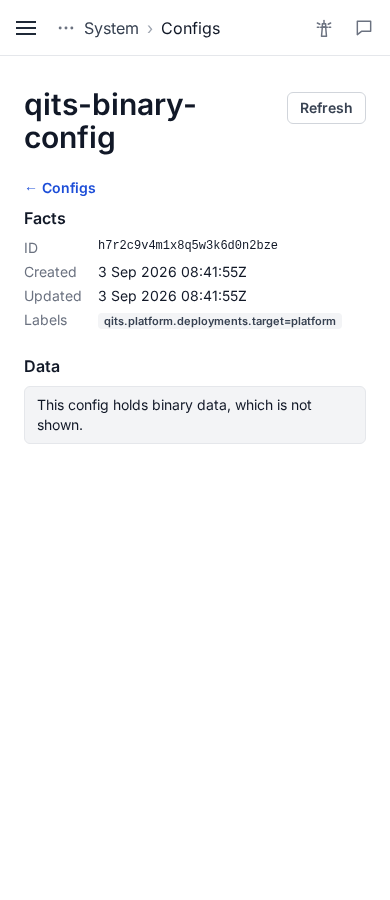 ··· System › Configs
qits-binary-
config
Refresh
← Configs
Facts
ID h7r2c9v4m1x8q5w3k6d0n2bze
Created 3 Sep 2026 08:41:55Z
Updated 3 Sep 2026 08:41:55Z
Labels qits.platform.deployments.target=platform
Data
This config holds binary data, which is not
shown.